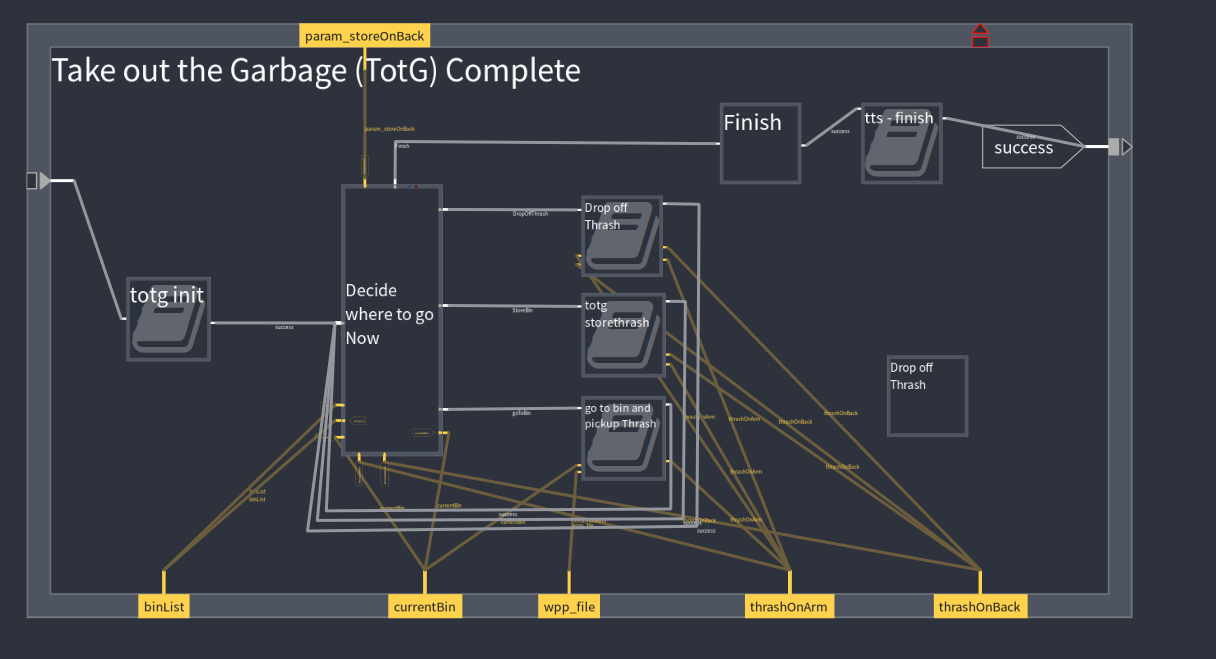 param_storeOnBack
Take out the Garbage (TotG) Complete
param_storeOnBack
Finish
Finish
success
tts - finish
success
success
totg init
success
Decide
where to go
Now
DropOffThrash
Drop off
Thrash
StoreBin
totg
storethrash
goToBin
go to bin and
pickup Thrash
Drop off
Thrash
thrashOnArm
thrashOnArm
thrashOnBack
thrashOnBack
thrashOnArm
thrashOnBack
binList
binList
currentBin
currentBin
success
currentBin
thrashOnArm
success
success
binList
currentBin
wpp_file
thrashOnArm
thrashOnBack